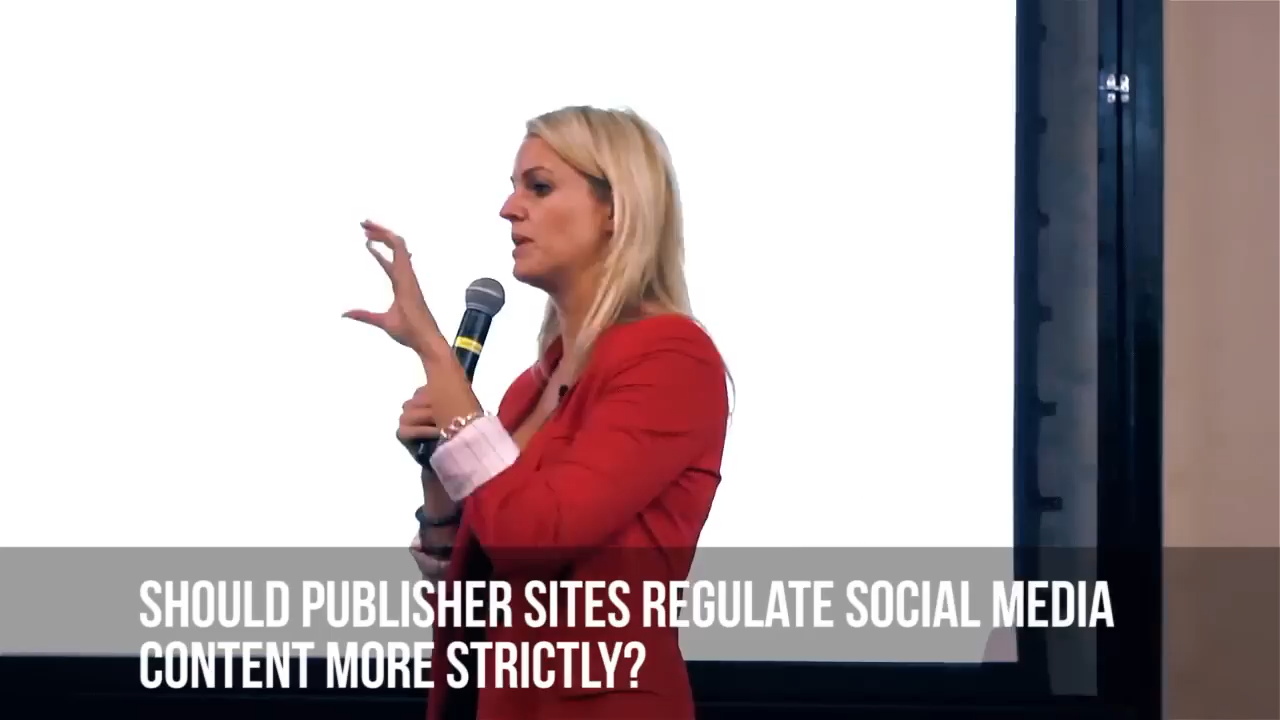 SHOULD PUBLISHER SITES REGULATE SOCIAL MEDIA
CONTENT MORE STRICTLY?